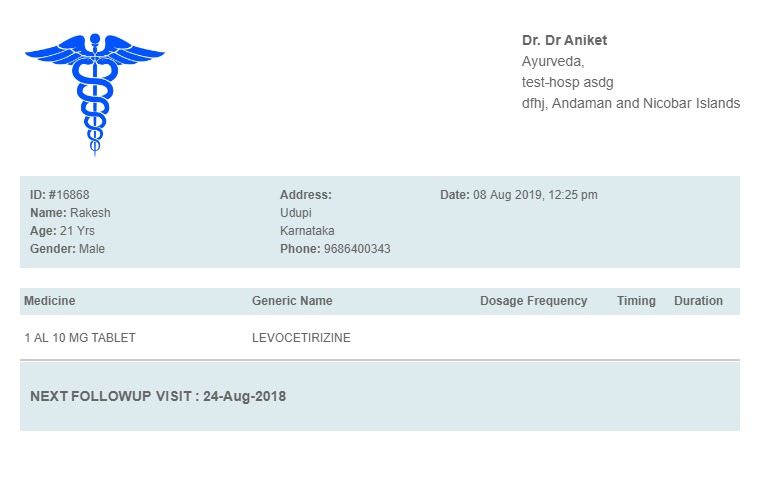 Dr. Dr Aniket
Ayurveda,
test-hosp asdg
dfhj, Andaman and Nicobar Islands
ID: #16868
Name: Rakesh
Age: 21 Yrs
Gender: Male
Address:
Udupi
Karnataka
Phone: 9686400343
Date: 08 Aug 2019, 12:25 pm
Medicine Generic Name Dosage Frequency Timing Duration
1 AL 10 MG TABLET LEVOCETIRIZINE
NEXT FOLLOWUP VISIT : 24-Aug-2018